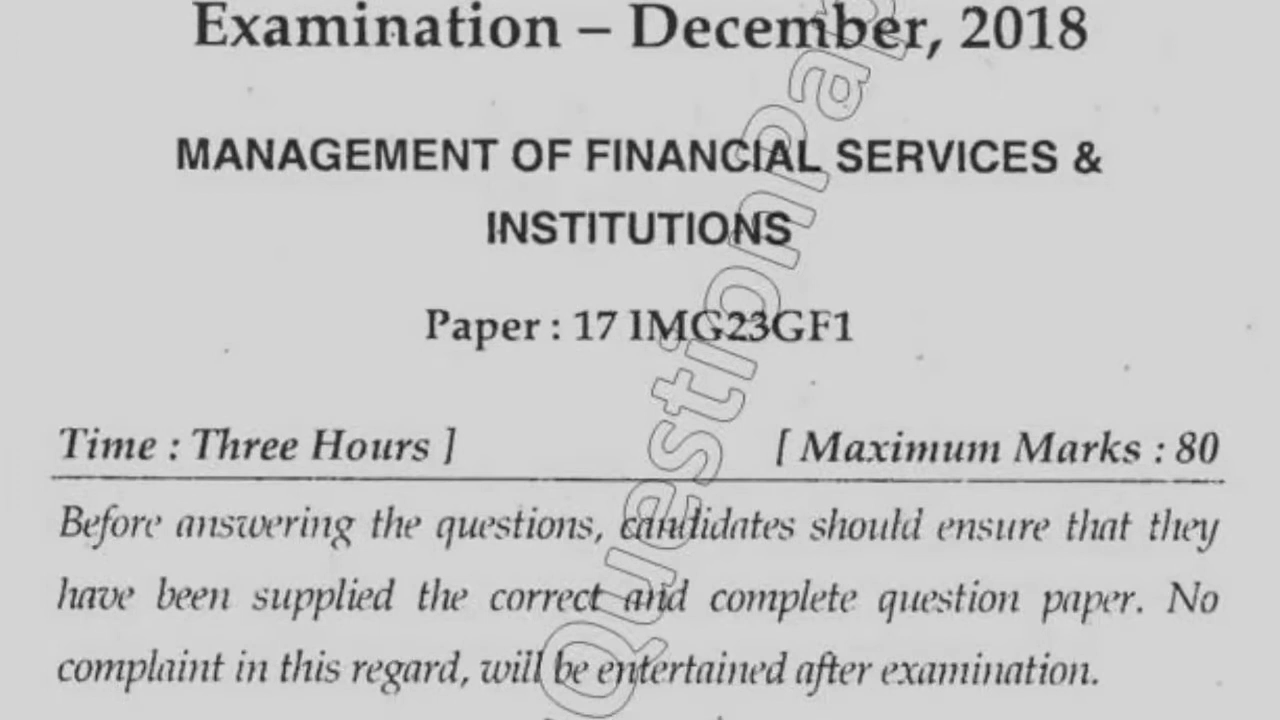 Examination – December, 2018
MANAGEMENT OF FINANCIAL SERVICES &
INSTITUTIONS
Paper : 17 IMG23GF1
Time : Three Hours ]	[ Maximum Marks : 80
Before answering the questions, candidates should ensure that they
have been supplied the correct and complete question paper. No
complaint in this regard, will be entertained after examination.
QuestionPap